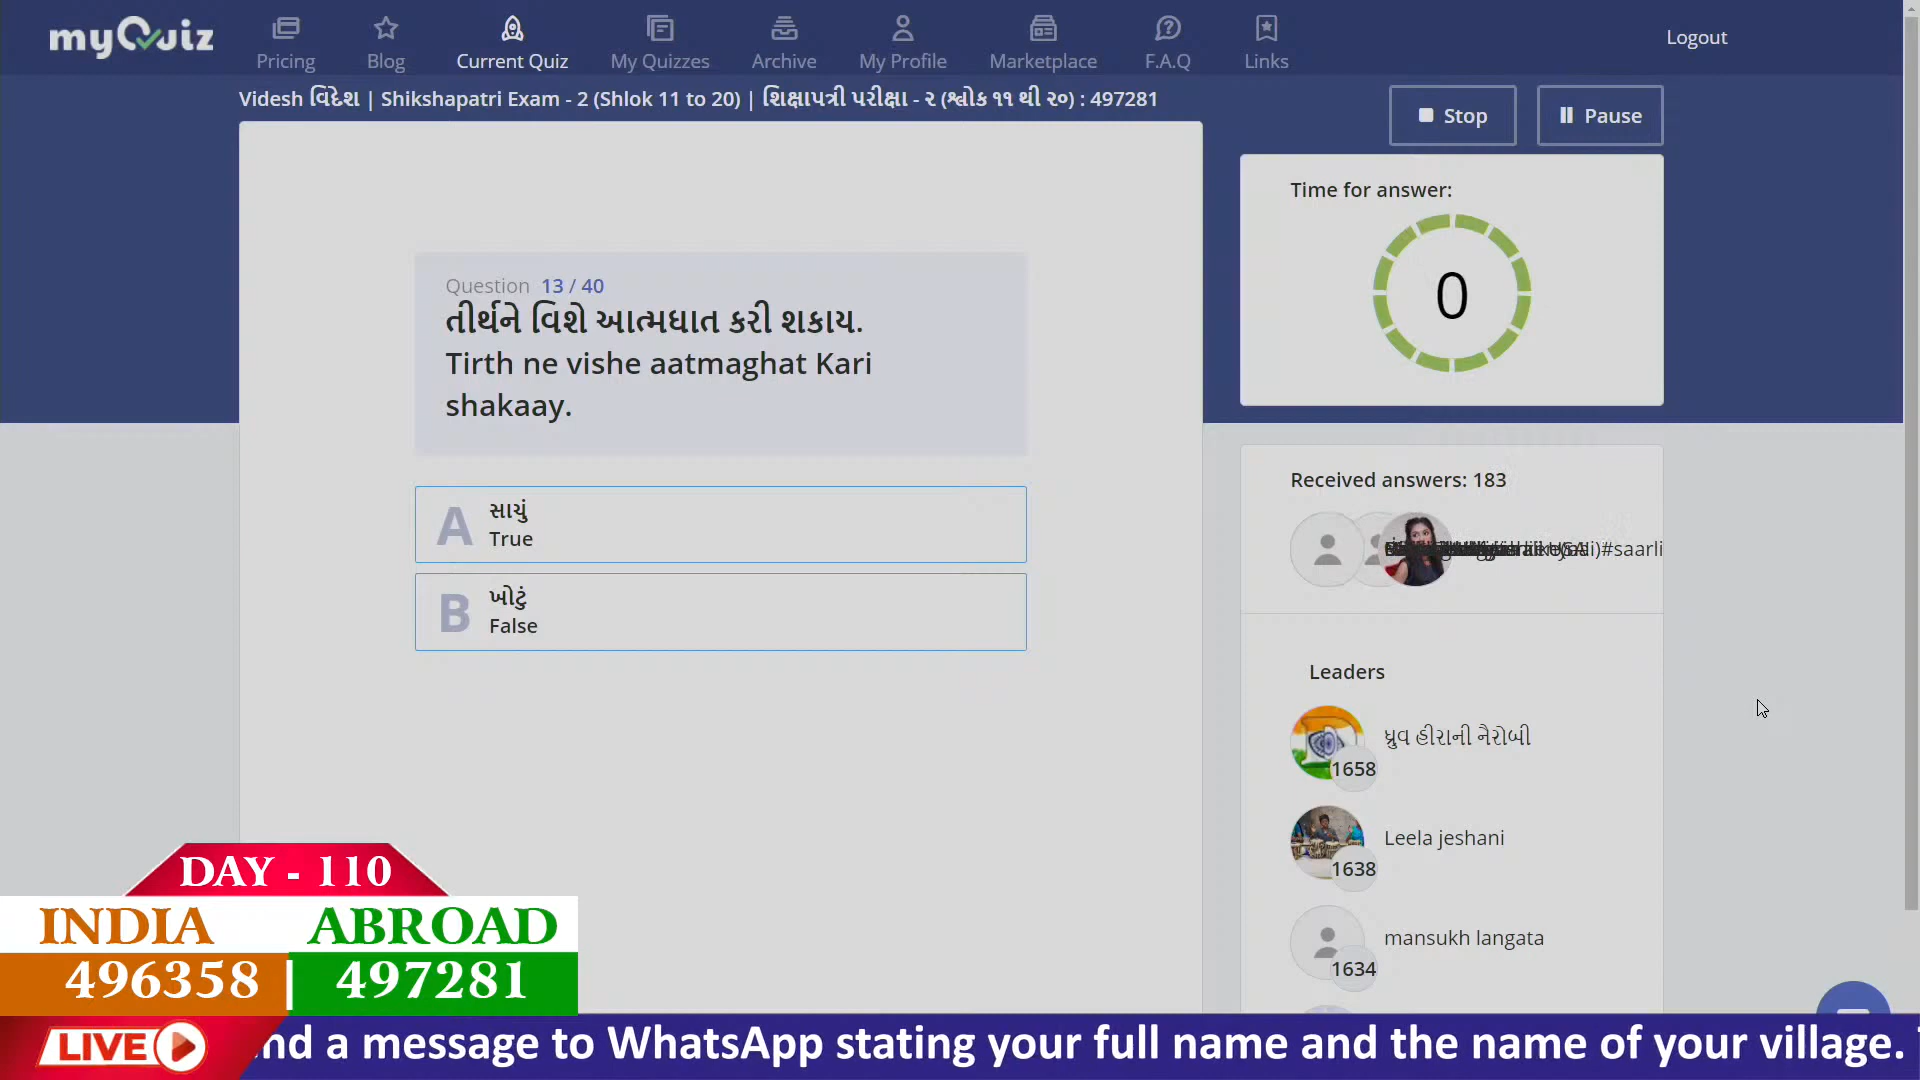 myQuiz
Pricing
Blog
Current Quiz
My Quizzes
Archive
My Profile
Marketplace
F.A.Q
Links
Logout
Videsh વિદેશ | Shikshapatri Exam - 2 (Shlok 11 to 20) | શિક્ષાપત્રી પરીક્ષા - ૨ (શ્લોક ૧૧ થી ૨૦) : 497281
Stop
Pause
Time for answer:
0
Question 13 / 40
તીર્થને વિશે આત્મઘાત કરી શકાય.
Tirth ne vishe aatmaghat Kari
shakaay.
A
સાચું
True
B
ખોટું
False
Received answers: 183
Leaders
ધ્રુવ હીરાની નૈરોબી
1658
Leela jeshani
1638
mansukh langata
1634
DAY - 110
INDIA ABROAD
496358 | 497281
LIVE
a message to WhatsApp stating your full name and the name of your village.